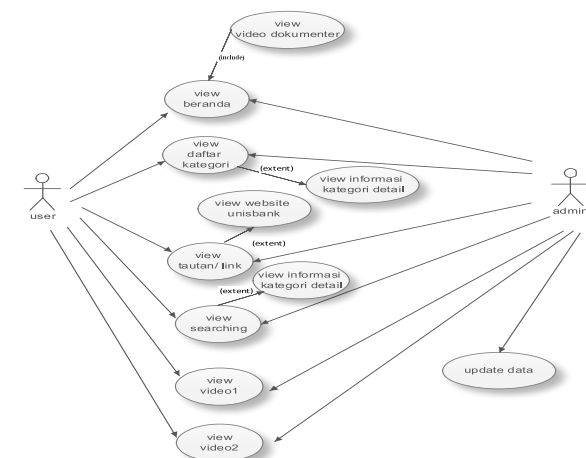 view
video dokumenter
(include)
view
beranda
view
daftar
kategori
(extent)
view informasi
kategori detail
user
admin
view website
unisbank
(extent)
view
tautan/ link
view informasi
kategori detail
(extent)
view
searching
update data
view
video1
view
video2